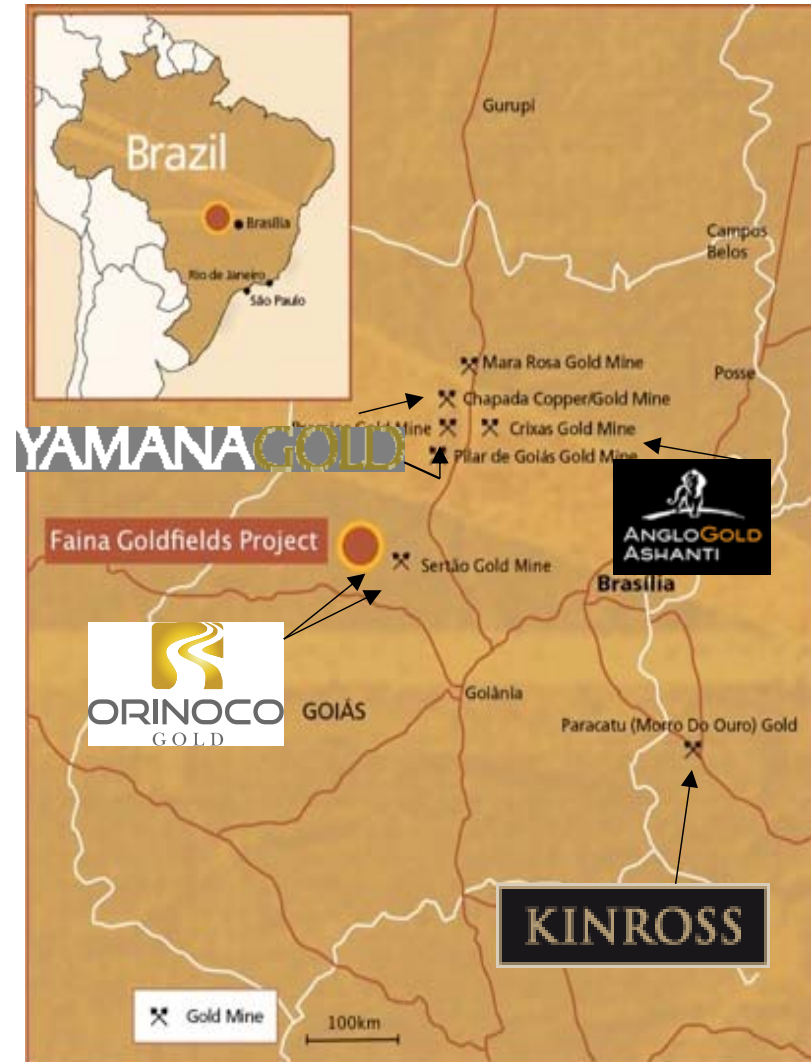 Brazil
Brasília
Rio de Janeiro
São Paulo
Gurupi
Campos
Belos
Mara Rosa Gold Mine
Posse
Chapada Copper/Gold Mine
Gold Mine
Crixas Gold Mine
YAMANAGOLD
Pilar de Goiás Gold Mine
ANGLOGOLD
ASHANTI
Faina Goldfields Project
Sertão Gold Mine
Brasília
ORINOCO
GOLD
GOIÁS
Goiânia
Paracatu (Morro Do Ouro) Gold
KINROSS
Gold Mine
100km